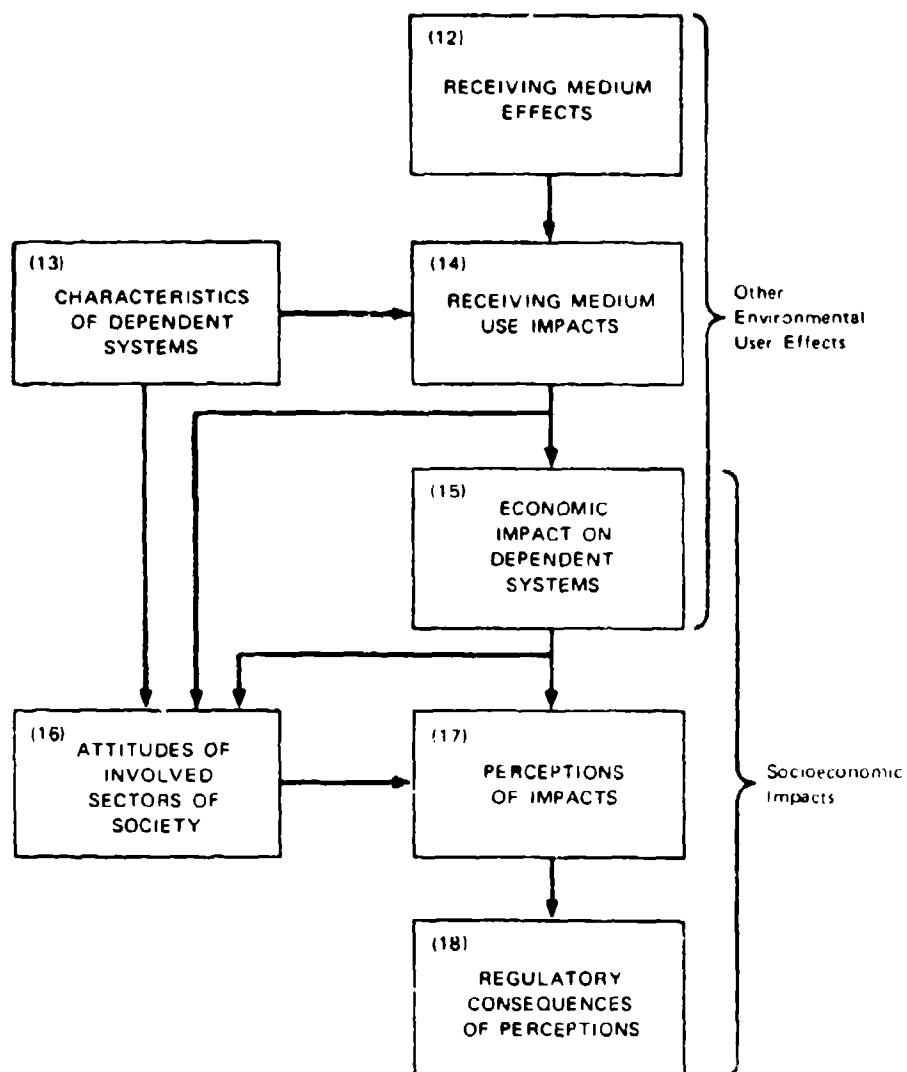 (12)
RECEIVING MEDIUM
EFFECTS
(13)
CHARACTERISTICS
OF DEPENDENT
SYSTEMS
(14)
RECEIVING MEDIUM
USE IMPACTS
Other
Environmental
User Effects
(15)
ECONOMIC
IMPACT ON
DEPENDENT
SYSTEMS
(16)
ATTITUDES OF
INVOLVED
SECTORS OF
SOCIETY
(17)
PERCEPTIONS
OF IMPACTS
Socioeconomic
Impacts
(18)
REGULATORY
CONSEQUENCES
OF PERCEPTIONS